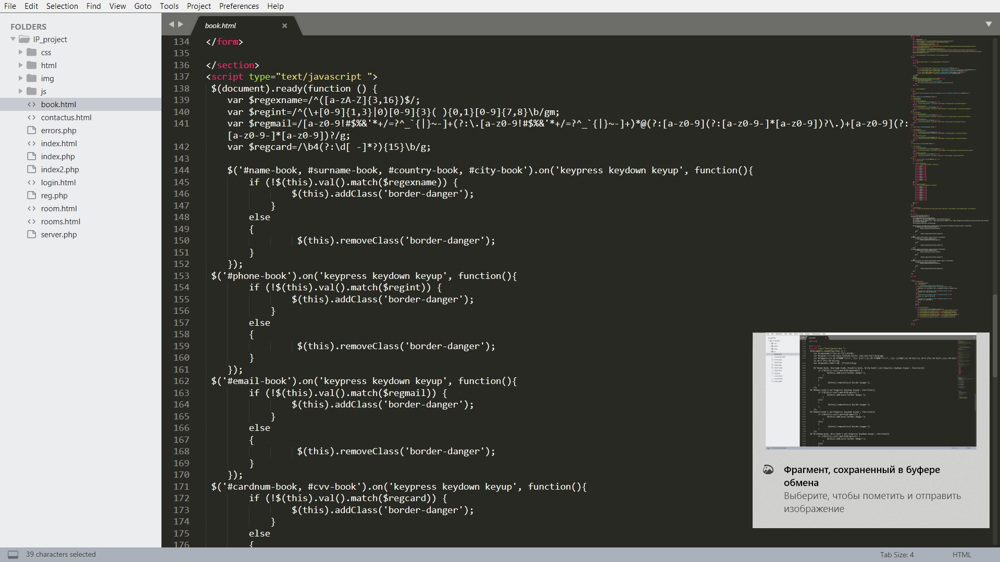 File Edit Selection Find View Goto Tools Project Preferences Help
FOLDERS
IP_project
css
html
img
js
book.html
contactus.html
errors.php
index.html
index.php
index2.php
login.html
reg.php
room.html
rooms.html
server.php
book.html
134 </form>
135
136 </section>
137 <script type="text/javascript ">
138 $(document).ready(function () {
139 var $regexname=/^([a-zA-Z]{3,16})$/;
140 var $regint=/^(\+[0-9]{1,3}|0)[0-9]{3}( ){0,1}[0-9]{7,8}\b/gm;
141 var $regmail=/[a-z0-9!#$%&'*+/=?^_`{|}~-]+(?:\.[a-z0-9!#$%&'*+/=?^_`{|}~-]+)*@(?:[a-z0-9](?:[a-z0-9-]*[a-z0-9])?\.)+[a-z0-9](?:
[a-z0-9-]*[a-z0-9])?/g;
142 var $regcard=/\b4(?:\d[ -]*?){15}\b/g;
143
144 $('#name-book, #surname-book, #country-book, #city-book').on('keypress keydown keyup', function(){
145 if (!$(this).val().match($regexname)) {
146 $(this).addClass('border-danger');
147 }
148 else
149 {
150 $(this).removeClass('border-danger');
151 }
152 });
153 $('#phone-book').on('keypress keydown keyup', function(){
154 if (!$(this).val().match($regint)) {
155 $(this).addClass('border-danger');
156 }
157 else
158 {
159 $(this).removeClass('border-danger');
160 }
161 });
162 $('#email-book').on('keypress keydown keyup', function(){
163 if (!$(this).val().match($regmail)) {
164 $(this).addClass('border-danger');
165 }
166 else
167 {
168 $(this).removeClass('border-danger');
169 }
170 });
171 $('#cardnum-book, #cvv-book').on('keypress keydown keyup', function(){
172 if (!$(this).val().match($regcard)) {
173 $(this).addClass('border-danger');
174 }
175 else
176 {
Фрагмент, сохраненный в буфере
обмена
Выберите, чтобы пометить и отправить
изображение
39 characters selected
Tab Size: 4
HTML